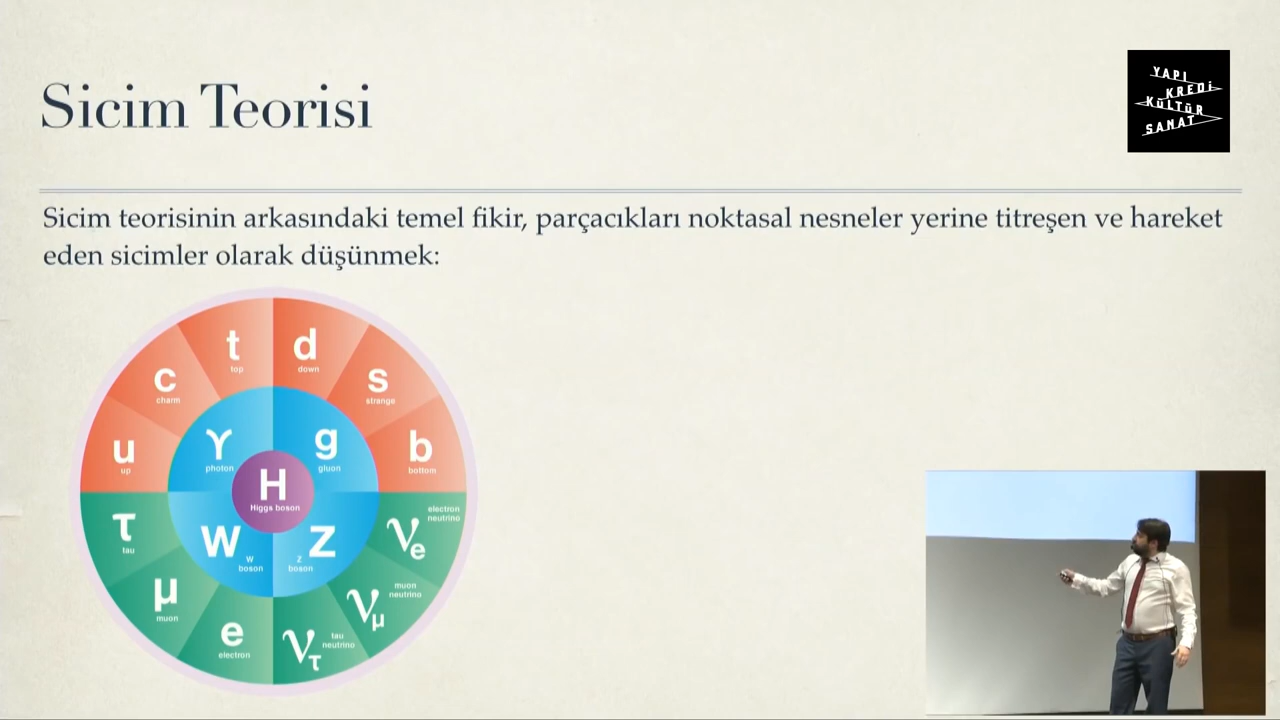 Sicim Teorisi
YAPI
KREDİ
KÜLTÜR
SANAT
Sicim teorisinin arkasındaki temel fikir, parçacıkları noktasal nesneler yerine titreşen ve hareket
eden sicimler olarak düşünmek:
t
top
d
down
c
charm
s
strange
u
up
γ
photon
g
gluon
b
bottom
H
Higgs boson
τ
tau
W
W
boson
Z
Z
boson
νe
electron
neutrino
μ
muon
νμ
muon
neutrino
e
electron
ντ
tau
neutrino